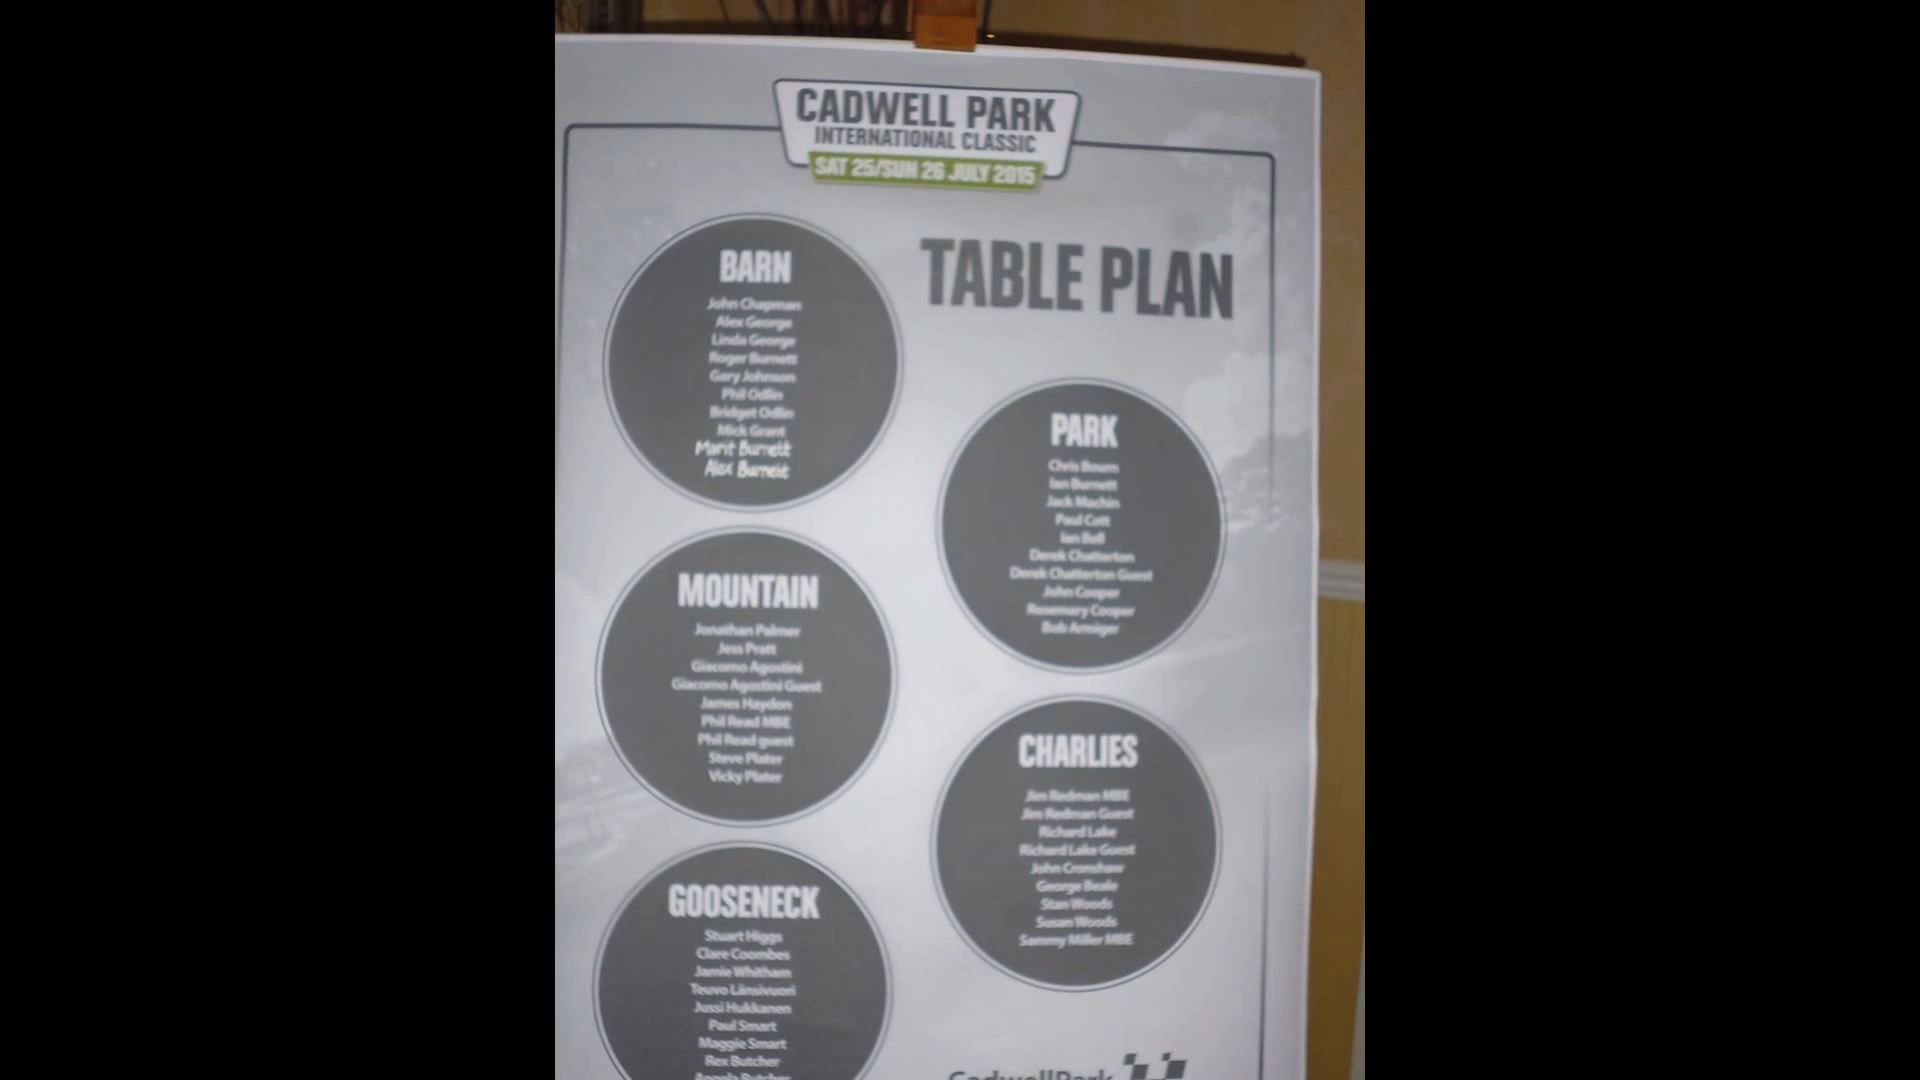 CADWELL PARK
INTERNATIONAL CLASSIC
SAT 25/SUN 26 JULY 2015
TABLE PLAN
BARN
John Chapman
Alex George
Linda George
Roger Burnett
Gary Johnson
Phil Odlin
Bridget Odlin
Mick Grant
Marit Burnett
Alex Burnett
PARK
Chris Bourn
Ian Burnett
Jack Machin
Paul Cott
Ian Bell
Derek Chatterton
Derek Chatterton Guest
John Cooper
Rosemary Cooper
Bob Armiger
MOUNTAIN
Jonathan Palmer
Jess Pratt
Giacomo Agostini
Giacomo Agostini Guest
James Haydon
Phil Read MBE
Phil Read guest
Steve Plater
Vicky Plater
CHARLIES
Jim Redman MBE
Jim Redman Guest
Richard Lake
Richard Lake Guest
John Cronshaw
George Beale
Stan Woods
Susan Woods
Sammy Miller MBE
GOOSENECK
Stuart Higgs
Clare Coombes
Jamie Whitham
Teuvo Länsivuori
Jussi Hukkanen
Paul Smart
Maggie Smart
Rex Butcher
Angela Butcher
CadwellPark